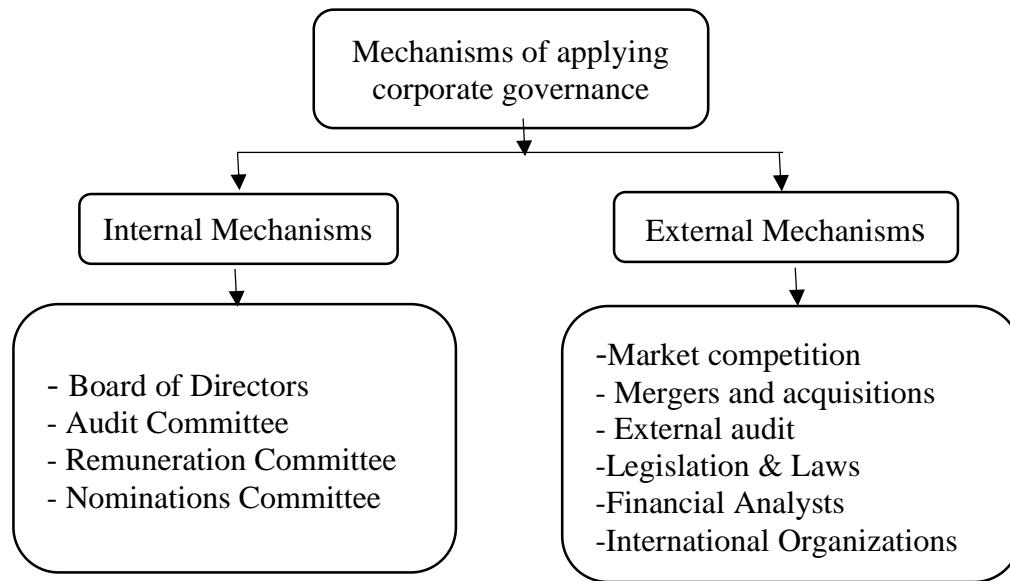 Mechanisms of applying
corporate governance
Internal Mechanisms
External Mechanisms
- Board of Directors
- Audit Committee
- Remuneration Committee
- Nominations Committee
-Market competition
- Mergers and acquisitions
- External audit
-Legislation & Laws
-Financial Analysts
-International Organizations